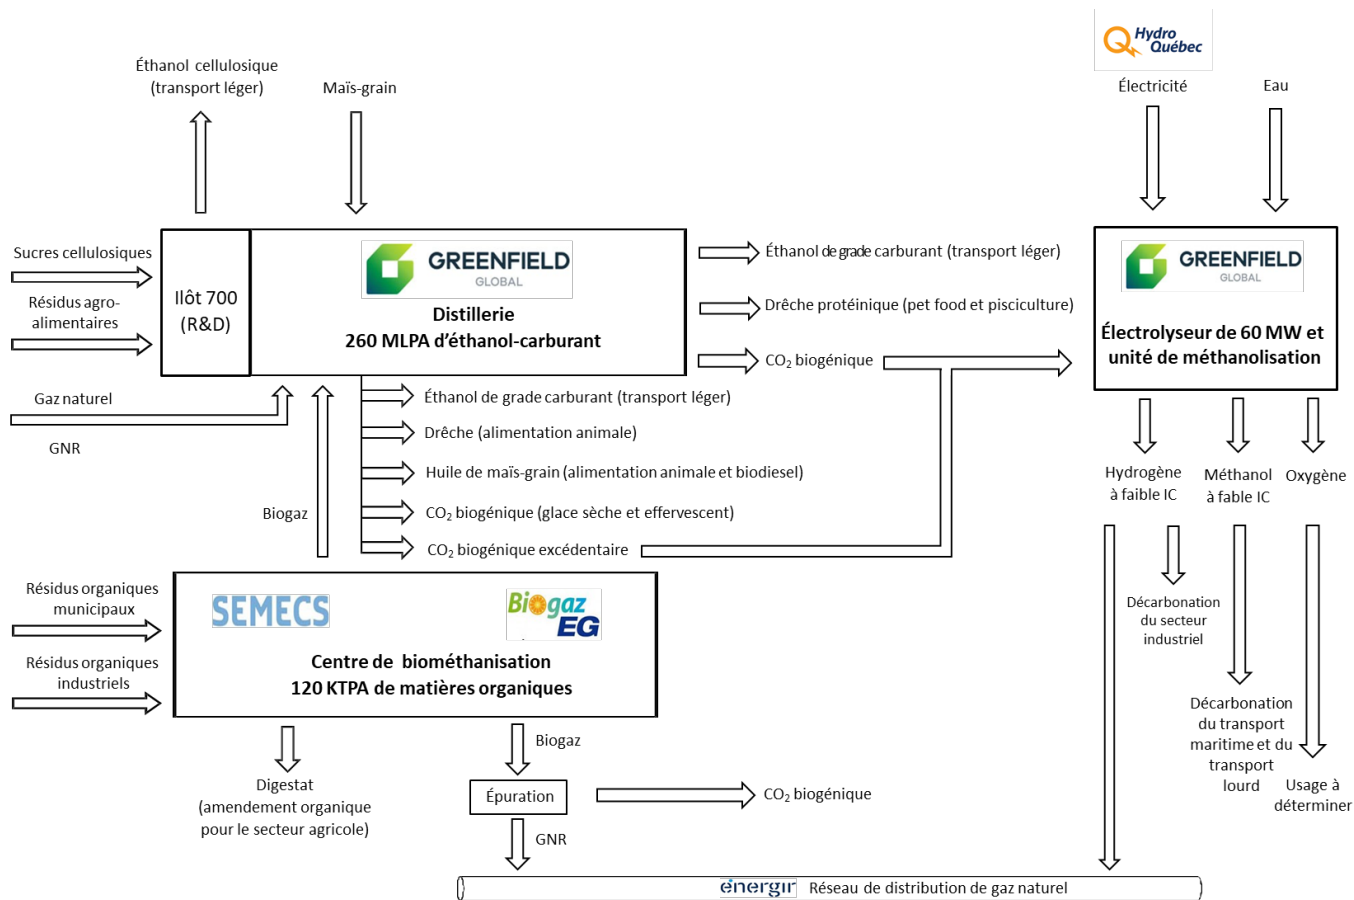 Hydro
Québec
Électricité
Eau
Éthanol cellulosique
(transport léger)
Maïs-grain
Sucres cellulosiques
Résidus agro-
alimentaires
Ilôt 700
(R&D)
GREENFIELD
GLOBAL
Distillerie
260 MLPA d'éthanol-carburant
Éthanol de grade carburant (transport léger)
Drêche protéinique (pet food et pisciculture)
CO₂ biogénique
GREENFIELD
GLOBAL
Électrolyseur de 60 MW et
unité de méthanolisation
Gaz naturel
GNR
Éthanol de grade carburant (transport léger)
Drêche (alimentation animale)
Huile de maïs-grain (alimentation animale et biodiesel)
CO₂ biogénique (glace sèche et effervescent)
CO₂ biogénique excédentaire
Biogaz
Hydrogène
à faible IC
Méthanol
à fable IC
Oxygène
Résidus organiques
municipaux
Résidus organiques
industriels
SEMECS
Biogaz
EG
Centre de biométhanisation
120 KTPA de matières organiques
Décarbonation
du secteur
industriel
Décarbonation
du transport
maritime et du
transport
lourd
Usage à
déterminer
Digestat
(amendement organique
pour le secteur agricole)
Biogaz
Épuration
CO₂ biogénique
GNR
énergir Réseau de distribution de gaz naturel